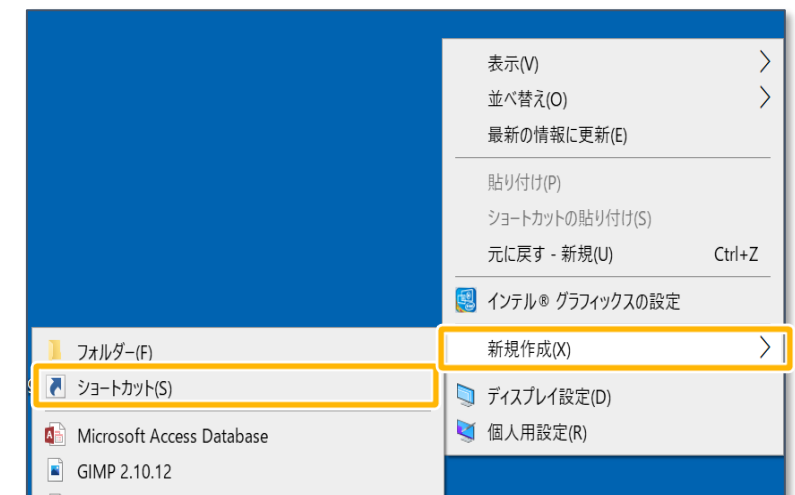 表示(V)
並べ替え(O)
最新の情報に更新(E)
貼り付け(P)
ショートカットの貼り付け(S)
元に戻す - 新規(U) Ctrl+Z
インテル® グラフィックスの設定
新規作成(X)
ディスプレイ設定(D)
個人用設定(R)
フォルダー(F)
ショートカット(S)
Microsoft Access Database
GIMP 2.10.12